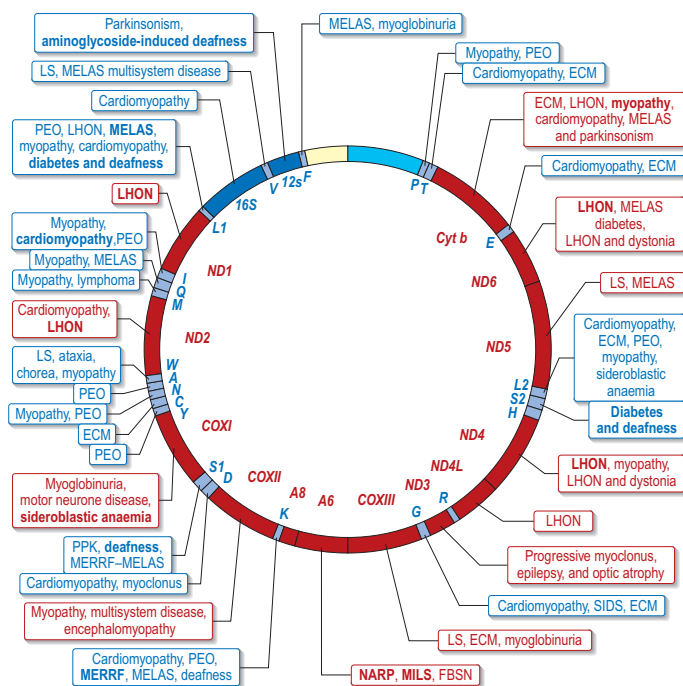 Parkinsonism,
aminoglycoside-induced deafness
MELAS, myoglobinuria
LS, MELAS multisystem disease
Myopathy, PEO
Cardiomyopathy, ECM
Cardiomyopathy
ECM, LHON, myopathy,
cardiomyopathy, MELAS
and parkinsonism
PEO, LHON, MELAS,
myopathy, cardiomyopathy,
diabetes and deafness
Cardiomyopathy, ECM
LHON
LHON, MELAS
diabetes,
LHON and dystonia
Myopathy,
cardiomyopathy,PEO
Myopathy, MELAS
Myopathy, lymphoma
LS, MELAS
Cardiomyopathy,
LHON
Cardiomyopathy,
ECM, PEO,
myopathy,
sideroblastic
anaemia
LS, ataxia,
chorea, myopathy
PEO
Myopathy, PEO
ECM
PEO
Diabetes
and deafness
LHON, myopathy,
LHON and dystonia
Myoglobinuria,
motor neurone disease,
sideroblastic anaemia
LHON
PPK, deafness,
MERRF–MELAS
Cardiomyopathy, myoclonus
Progressive myoclonus,
epilepsy, and optic atrophy
Myopathy, multisystem disease,
encephalomyopathy
Cardiomyopathy, SIDS, ECM
LS, ECM, myoglobinuria
Cardiomyopathy, PEO,
MERRF, MELAS, deafness
NARP, MILS, FBSN
F
12s
V
16S
L1
ND1
I
Q
M
ND2
W
A
N
C
Y
COXI
S1
D
COXII
K
A8
A6
COXIII
G
ND3
R
ND4L
ND4
H
S2
L2
ND5
ND6
E
Cyt b
T
P